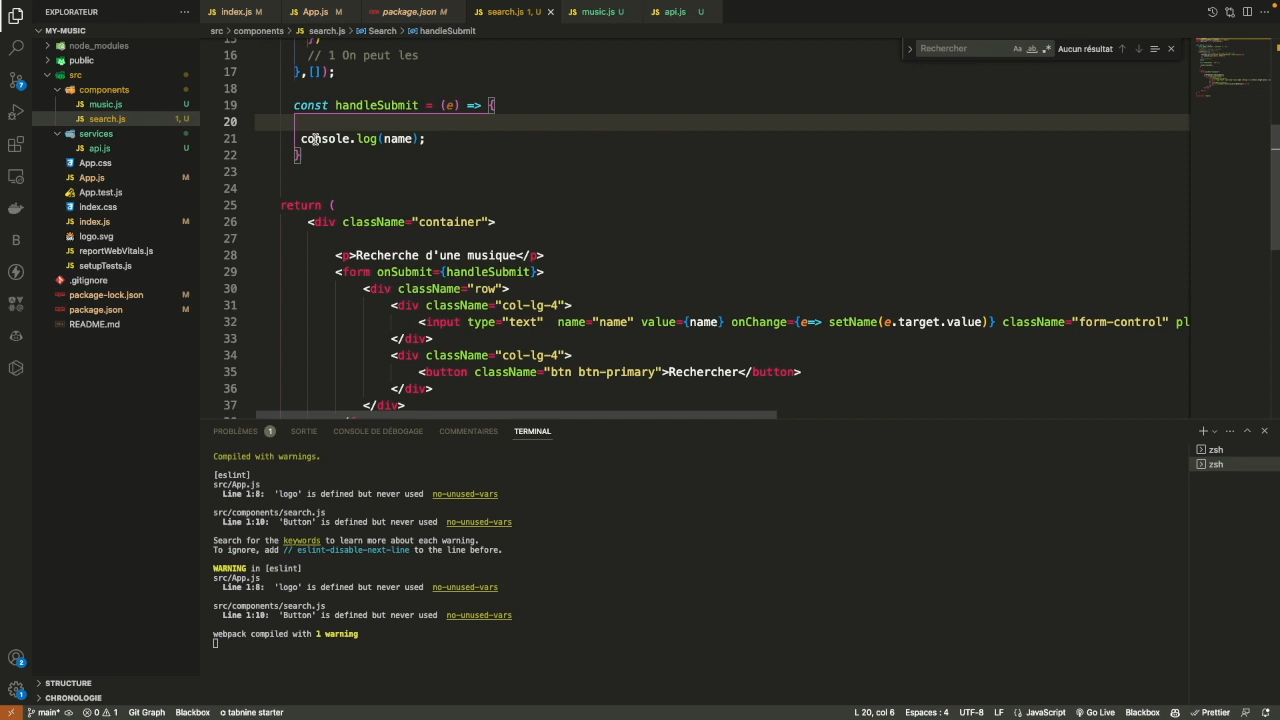 EXPLORATEUR
index.js M
App.js M
package.json M
search.js 1, U
music.js U
api.js U
MY-MUSIC
src > components > search.js > Search > handleSubmit
node_modules
public
src
components
music.js U
search.js 1, U
services
api.js U
App.css
App.js M
App.test.js
index.css
index.js M
logo.svg
reportWebVitals.js
setupTests.js
.gitignore
package-lock.json M
package.json M
README.md
STRUCTURE
CHRONOLOGIE
Rechercher
Aa
ab
.*
Aucun résultat
15 });
16 // 1 On peut les
17 },[]);
18
19 const handleSubmit = (e) => {
20
21 console.log(name);
22 }
23
24
25 return (
26 <div className="container">
27
28 <p>Recherche d'une musique</p>
29 <form onSubmit={handleSubmit}>
30 <div className="row">
31 <div className="col-lg-4">
32 <input type="text" name="name" value={name} onChange={e=> setName(e.target.value)} className="form-control" pl
33 </div>
34 <div className="col-lg-4">
35 <button className="btn btn-primary">Rechercher</button>
36 </div>
37 </div>
PROBLÈMES 1
SORTIE
CONSOLE DE DÉBOGAGE
COMMENTAIRES
TERMINAL
zsh
zsh
Compiled with warnings.
[eslint]
src/App.js
Line 1:8: 'logo' is defined but never used no-unused-vars
src/components/search.js
Line 1:10: 'Button' is defined but never used no-unused-vars
Search for the keywords to learn more about each warning.
To ignore, add // eslint-disable-next-line to the line before.
WARNING in [eslint]
src/App.js
Line 1:8: 'logo' is defined but never used no-unused-vars
src/components/search.js
Line 1:10: 'Button' is defined but never used no-unused-vars
webpack compiled with 1 warning
main* 0 1 Git Graph Blackbox tabnine starter L 20, col 6 Espaces : 4 UTF-8 LF {} JavaScript Go Live Blackbox Prettier